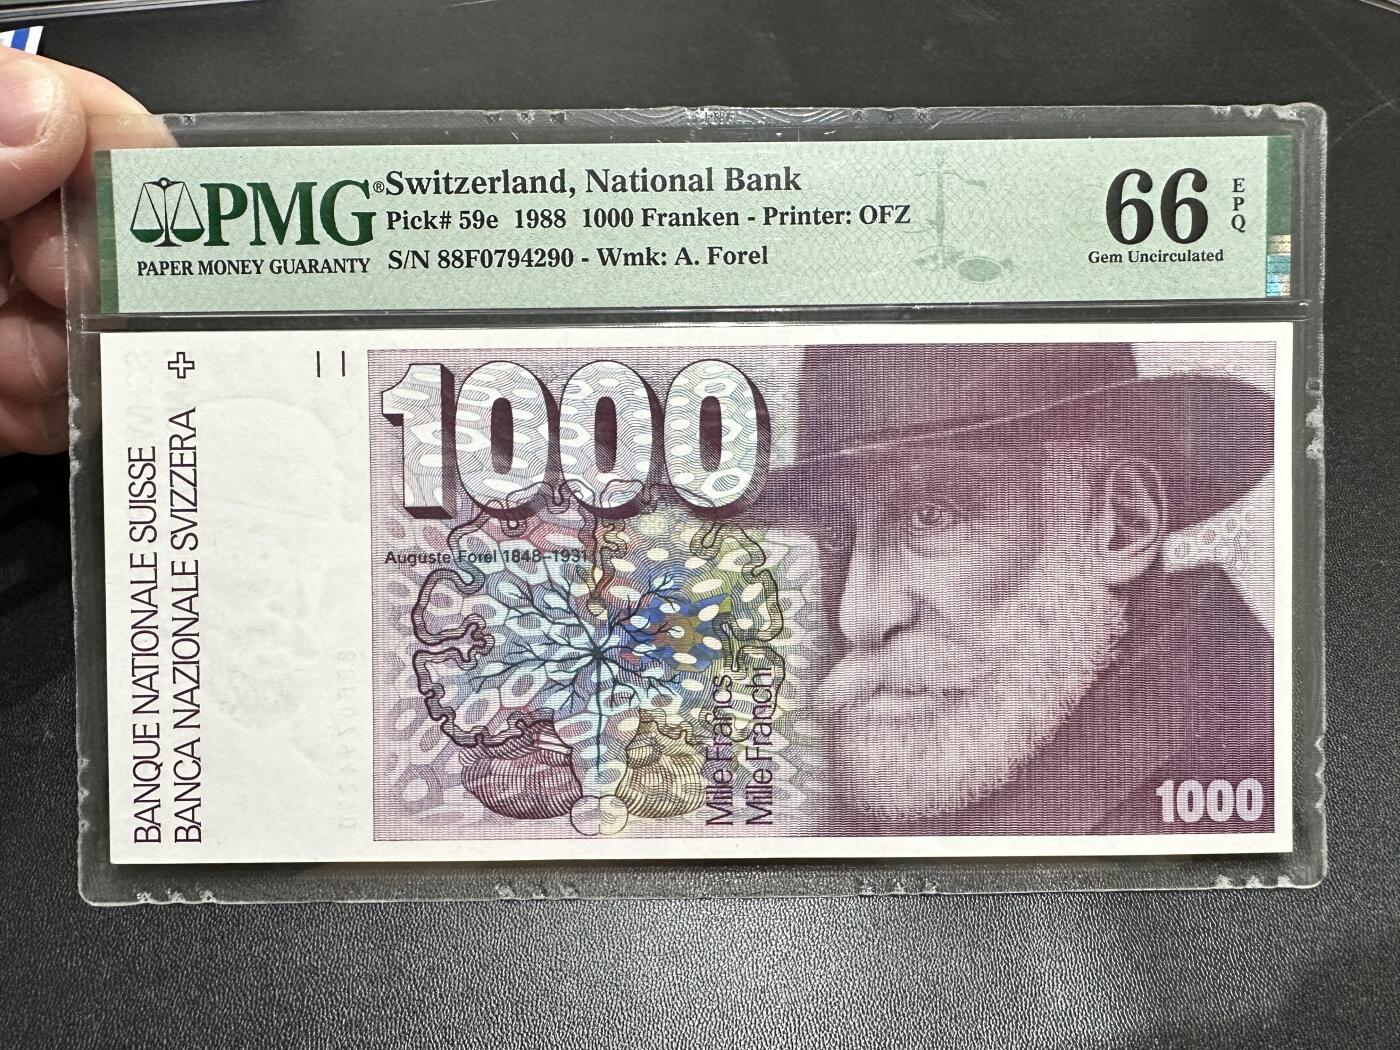 PMG®
PAPER MONEY GUARANTY
Switzerland, National Bank
Pick# 59e 1988 1000 Franken - Printer: OFZ
S/N 88F0794290 - Wmk: A. Forel
66
EPQ
Gem Uncirculated
BANQUE NATIONALE SUISSE
BANCA NAZIONALE SVIZZERA
1000
Auguste Forel 1848–1931
Mille Francs
Mille Franchi
1000